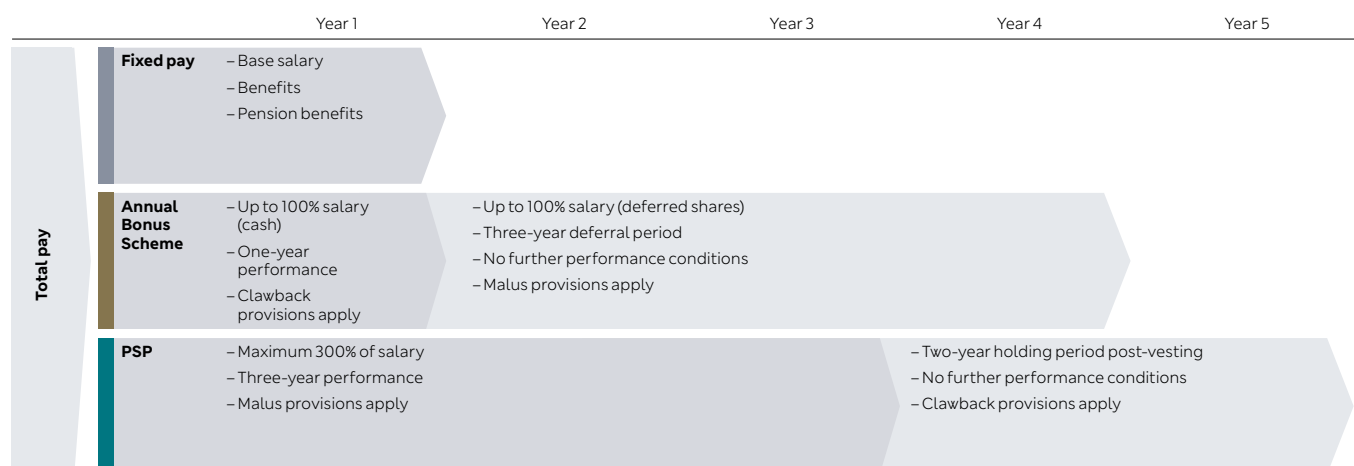 Year 1 Year 2 Year 3 Year 4 Year 5
Total pay
Fixed pay
– Base salary
– Benefits
– Pension benefits
Annual
Bonus
Scheme
– Up to 100% salary
(cash)
– One-year
performance
– Clawback
provisions apply
– Up to 100% salary (deferred shares)
– Three-year deferral period
– No further performance conditions
– Malus provisions apply
PSP
– Maximum 300% of salary
– Three-year performance
– Malus provisions apply
– Two-year holding period post-vesting
– No further performance conditions
– Clawback provisions apply